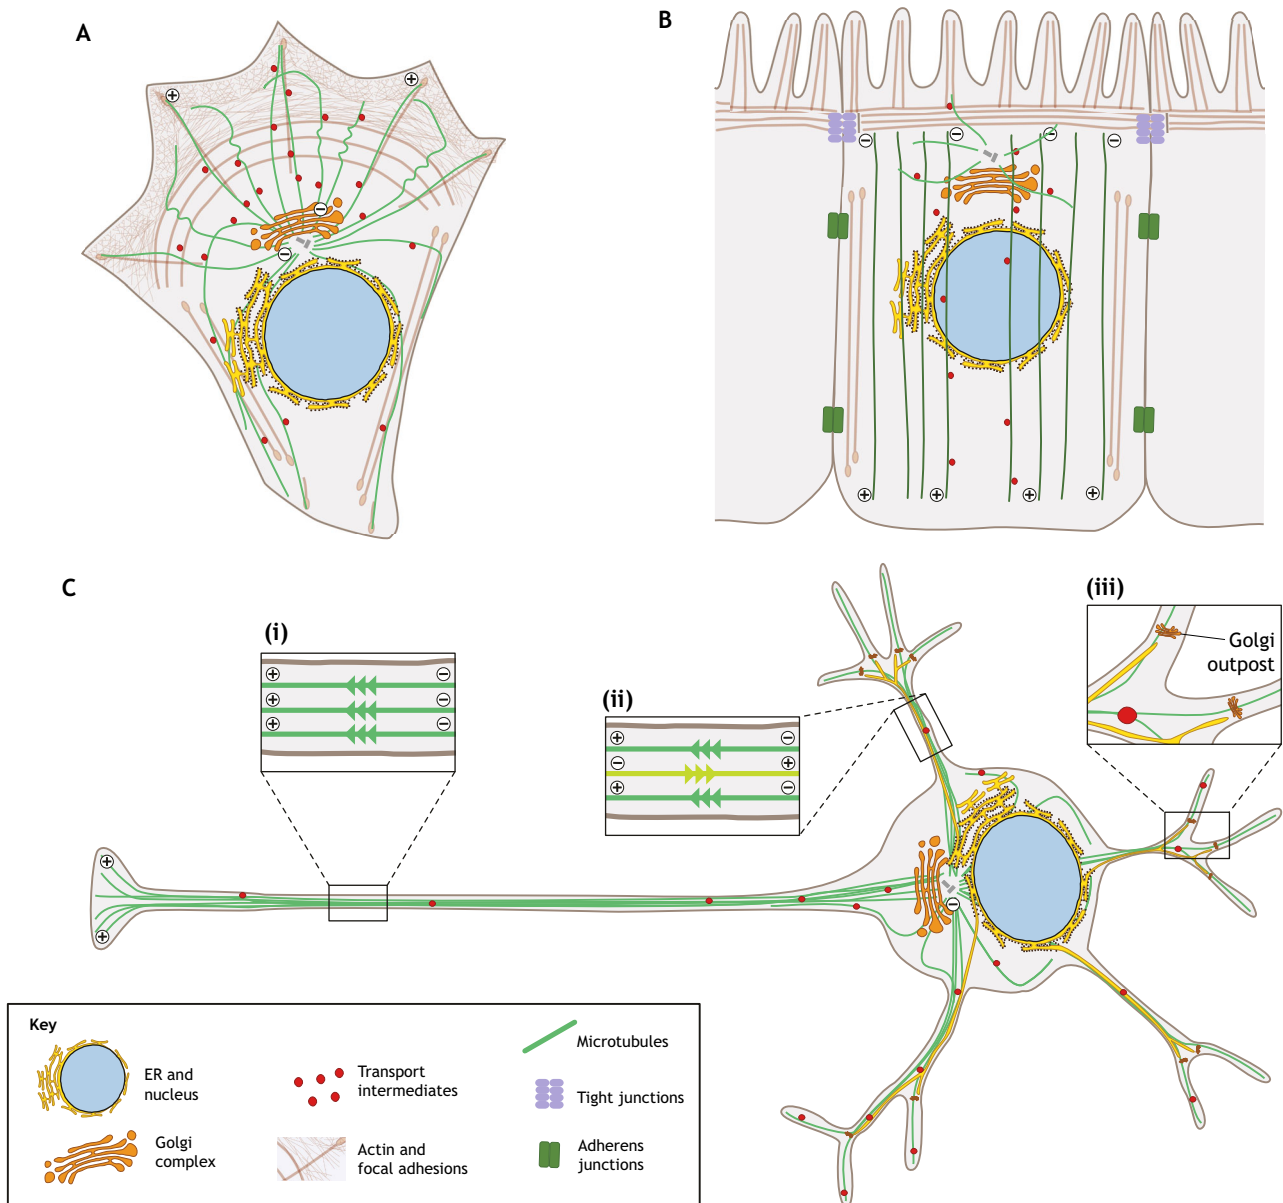 A
B
+
+
−
−
−
−
−
−
+
+
+
+
C
(i)
+ −
+ −
+ −
(ii)
+ −
− +
+ −
(iii)
Golgi
outpost
+
+
−
Key
ER and
nucleus
Golgi
complex
Transport
intermediates
Actin and
focal adhesions
Microtubules
Tight junctions
Adherens
junctions